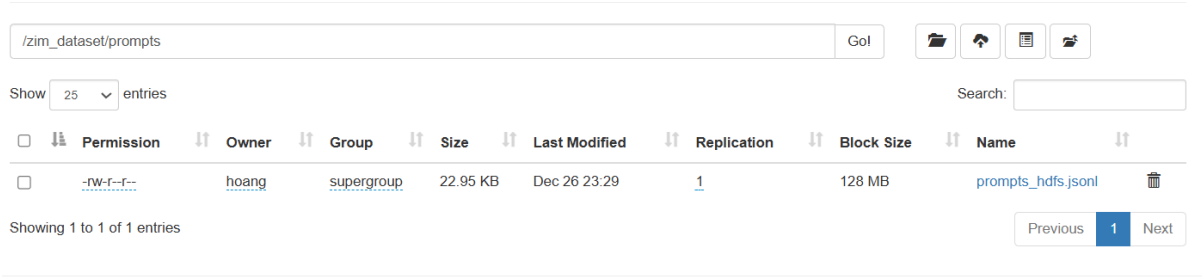 /zim_dataset/prompts Go!
Show 25 entries Search:
Permission Owner Group Size Last Modified Replication Block Size Name
-rw-r--r-- hoang supergroup 22.95 KB Dec 26 23:29 1 128 MB prompts_hdfs.jsonl
Showing 1 to 1 of 1 entries Previous 1 Next